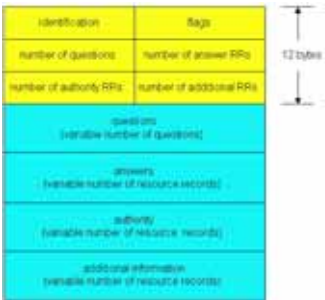 identification flags
number of questions number of answer RRs 12 bytes
number of authority RRs number of additional RRs
questions
(variable number of questions)
answers
(variable number of resource records)
authority
(variable number of resource records)
additional information
(variable number of resource records)